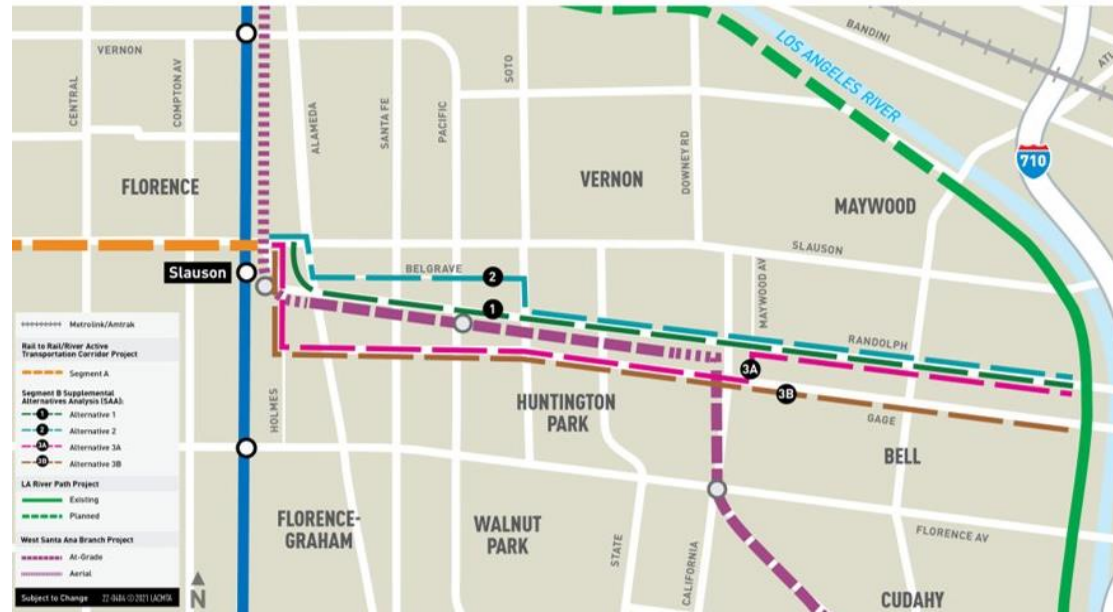 VERNON
CENTRAL
COMPTON AV
ALAMEDA
SANTA FE
PACIFIC
SOTO
DOWNEY RD
BANDINI
LOS ANGELES RIVER
710
FLORENCE
VERNON
MAYWOOD
SLAUSON
Slauson
BELGRAVE
2
1
MAYWOOD AV
RANDOLPH
3A
3B
GAGE
HOLMES
HUNTINGTON
PARK
BELL
FLORENCE-
GRAHAM
WALNUT
PARK
STATE
CALIFORNIA
FLORENCE AV
CUDAHY
Metrolink/Amtrak
Rail to Rail/River Active
Transportation Corridor Project
Segment A
Segment B Supplemental
Alternatives Analysis (SAA):
1 Alternative 1
2 Alternative 2
3A Alternative 3A
3B Alternative 3B
LA River Path Project
Existing
Planned
West Santa Ana Branch Project
At-Grade
Aerial
Subject to Change 22-0484 ©2021 LACMTA
N